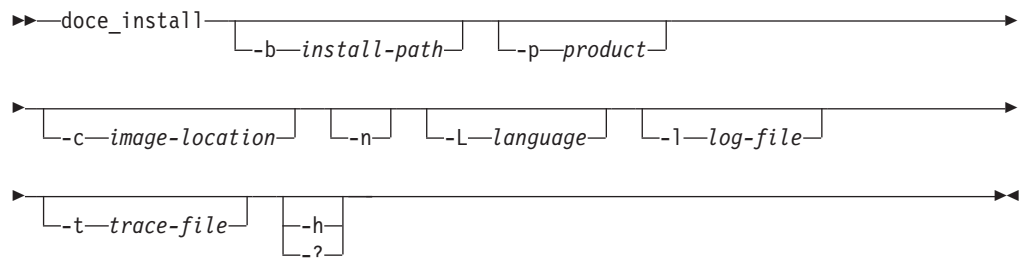 doce_install
-b install-path -p product
-c image-location -n -L language -l log-file
-t trace-file -h
-?